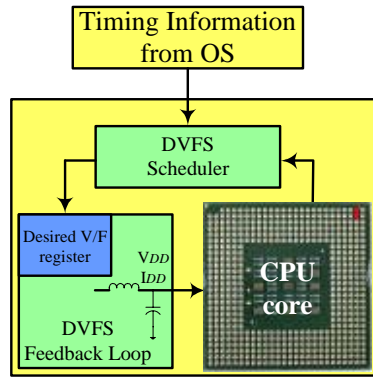 Timing Information
from OS
DVFS
Scheduler
Desired V/F
register
VDD
IDD
DVFS
Feedback Loop
CPU
core